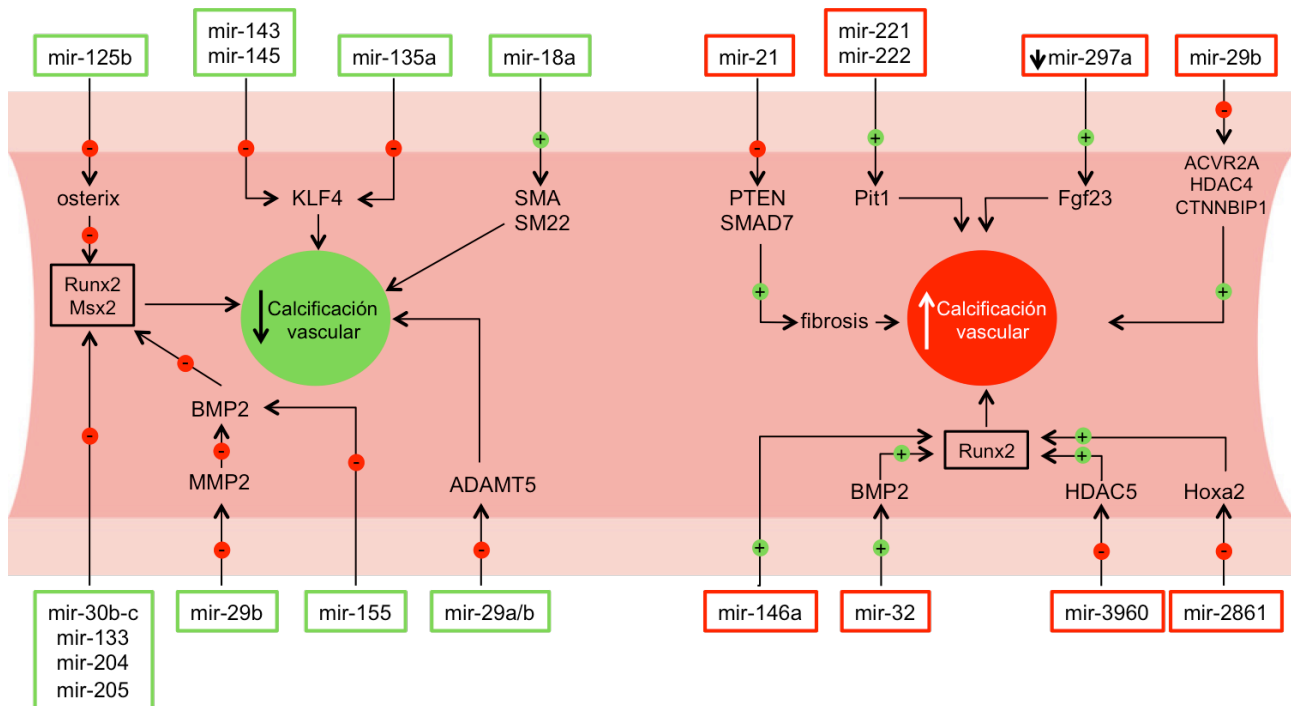 mir-125b
mir-143
mir-145
mir-135a
mir-18a
mir-21
mir-221
mir-222
mir-297a
mir-29b
osterix
KLF4
SMA
SM22
PTEN
SMAD7
Pit1
Fgf23
ACVR2A
HDAC4
CTNNBIP1
Runx2
Msx2
Calcificación
vascular
fibrosis
Calcificación
vascular
BMP2
MMP2
ADAMT5
Runx2
BMP2
HDAC5
Hoxa2
mir-30b-c
mir-133
mir-204
mir-205
mir-29b
mir-155
mir-29a/b
mir-146a
mir-32
mir-3960
mir-2861